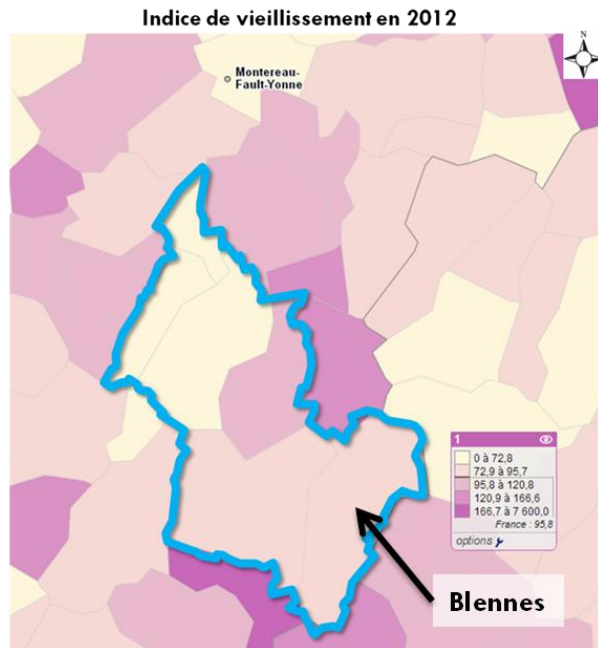 Indice de vieillissement en 2012
N
Montereau-
Fault-Yonne
1
0 à 72,8
72,9 à 95,7
95,8 à 120,8
120,9 à 166,6
166,7 à 7 600,0
France : 95,8
options
Blennes